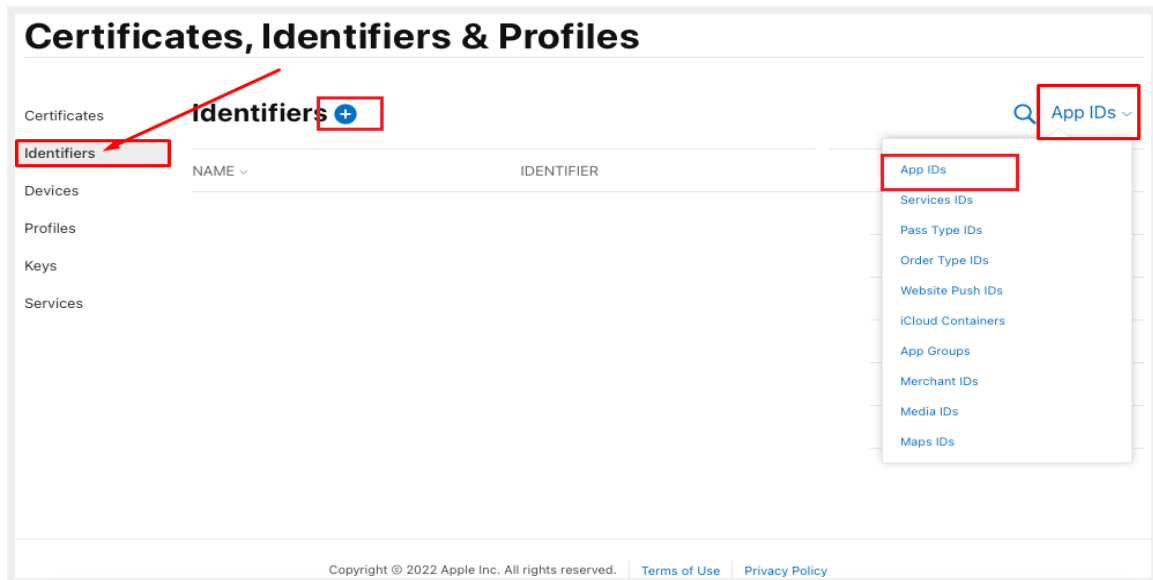 Certificates, Identifiers & Profiles
Certificates
Identifiers
Devices
Profiles
Keys
Services
Identifiers
App IDs
NAME
IDENTIFIER
App IDs
Services IDs
Pass Type IDs
Order Type IDs
Website Push IDs
iCloud Containers
App Groups
Merchant IDs
Media IDs
Maps IDs
Copyright © 2022 Apple Inc. All rights reserved. Terms of Use Privacy Policy